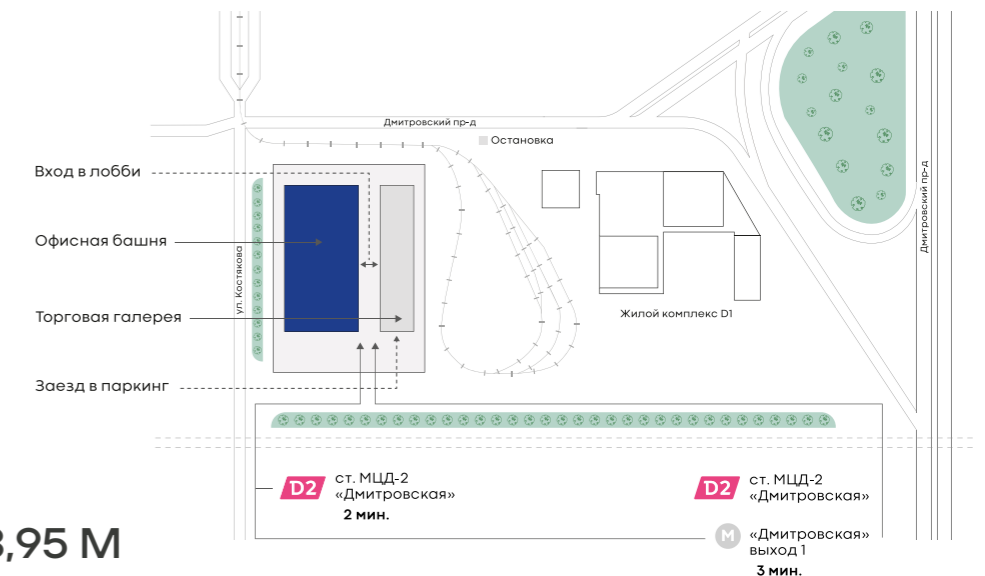 Дмитровский пр-д
Остановка
Вход в лобби
Офисная башня
ул. Костякова
Торговая галерея
Заезд в паркинг
Жилой комплекс D1
Дмитровский пр-д
D2
ст. МЦД-2
«Дмитровская»
2 мин.
D2
ст. МЦД-2
«Дмитровская»
М
«Дмитровская»
выход 1
3 мин.
,95 М